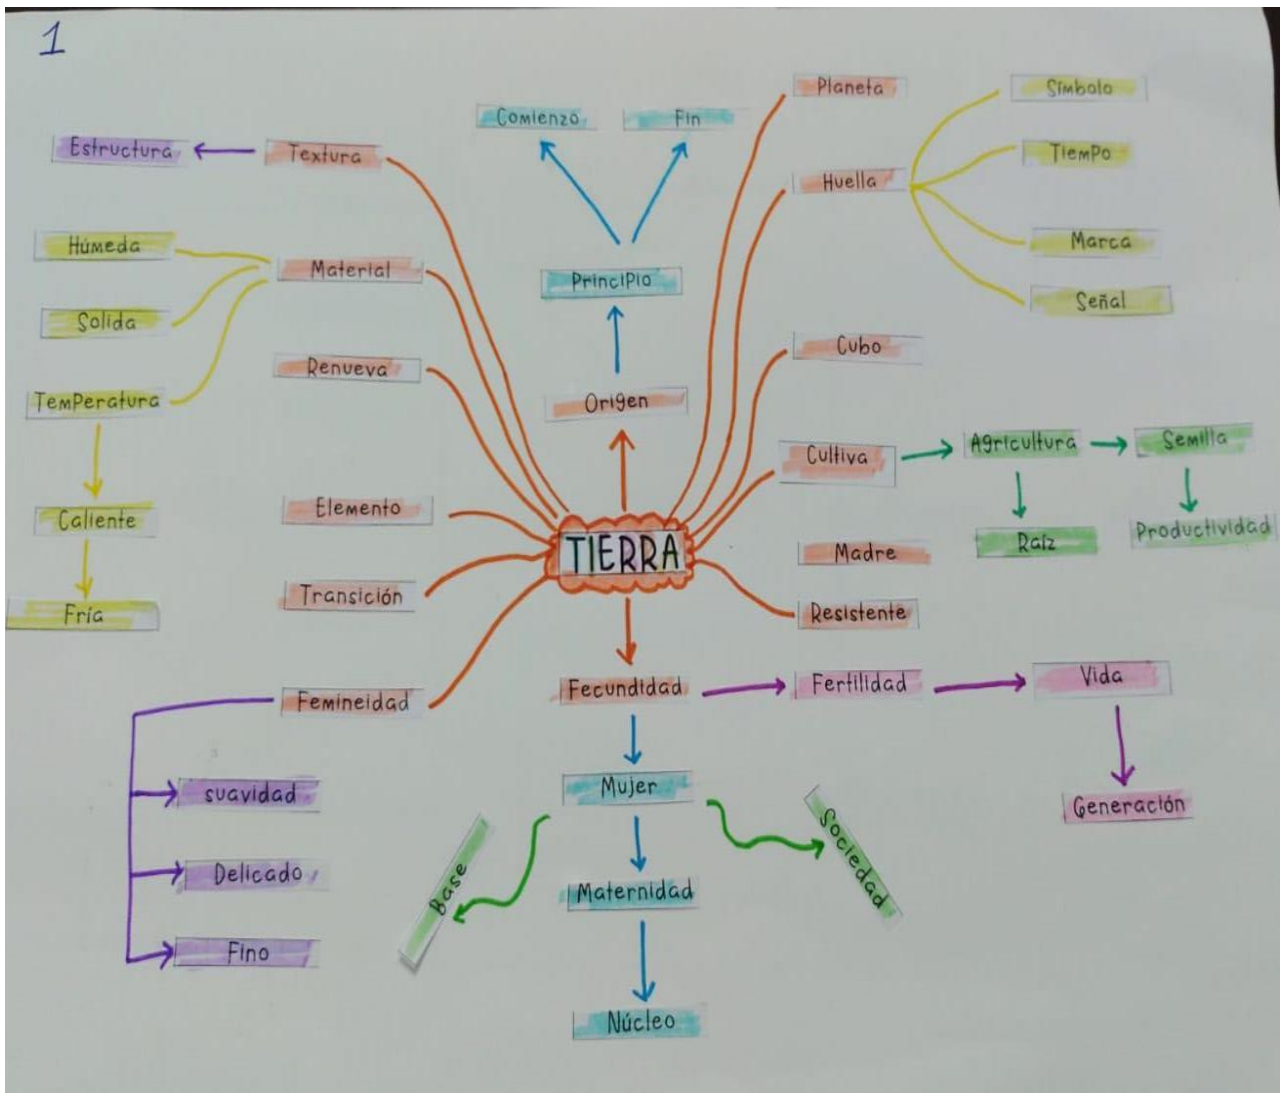 1
Planeta
Símbolo
Comienzo
Fin
Estructura
Textura
Tiempo
Huella
Húmeda
Material
Marca
Principio
Señal
Solida
Renueva
Cubo
Temperatura
Origen
Cultiva
Agricultura
Semilla
Elemento
Caliente
Productividad
Raíz
TIERRA
Madre
Transición
Resistente
Fría
Femineidad
Fecundidad
Fertilidad
Vida
suavidad
Mujer
Generación
Sociedad
Delicado
Base
Maternidad
Fino
Núcleo